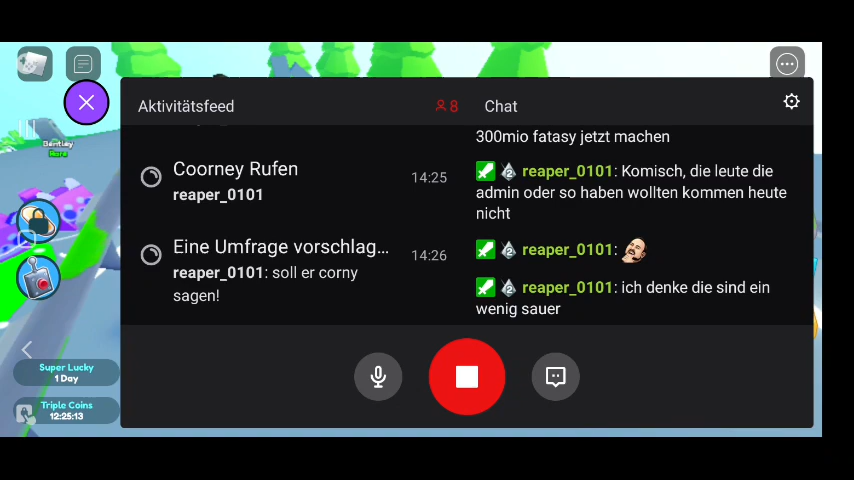 Aktivitätsfeed
8
Chat
300mio fatasy jetzt machen
Coorney Rufen
reaper_0101
14:25
reaper_0101: Komisch, die leute die
admin oder so haben wollten kommen heute
nicht
Eine Umfrage vorschlag...
reaper_0101: soll er corny
sagen!
14:26
reaper_0101:
reaper_0101: ich denke die sind ein
wenig sauer
Bentley
Rare
Super Lucky
1 Day
Triple Coins
12:25:13